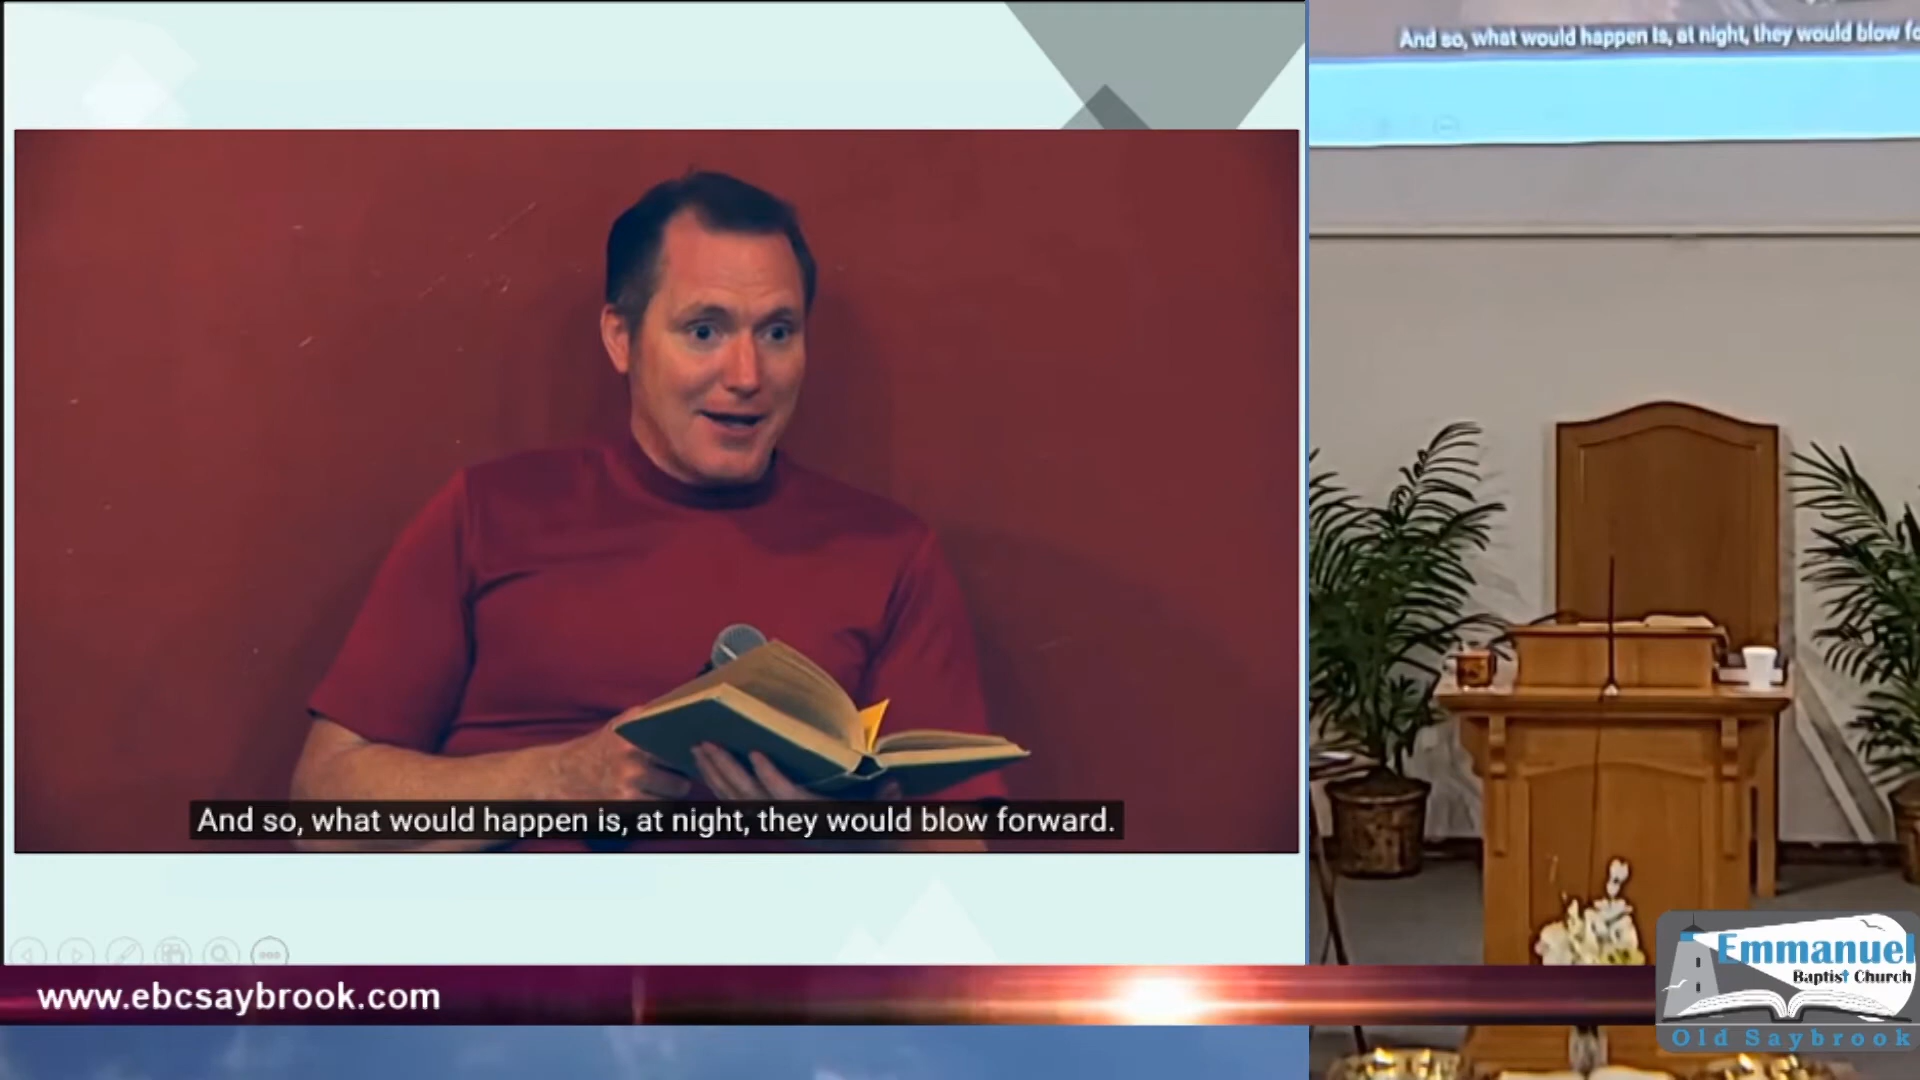 And so, what would happen is, at night, they would blow fo
And so, what would happen is, at night, they would blow forward.
www.ebcsaybrook.com
Emmanuel
Baptist Church
Old Saybrook